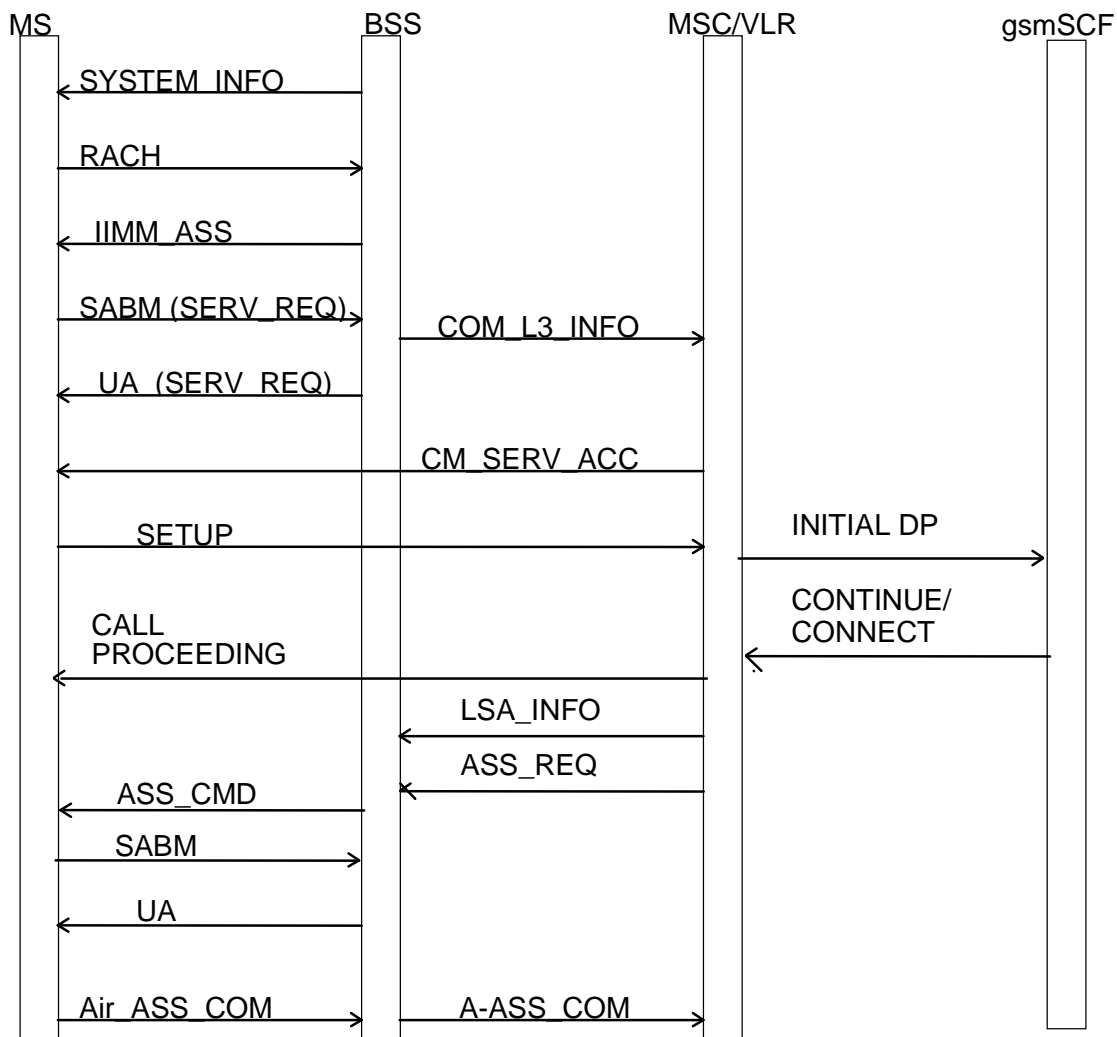 MS BSS MSC/VLR gsmSCF
SYSTEM_INFO
RACH
IIMM_ASS
SABM (SERV_REQ)
COM_L3_INFO
UA (SERV_REQ)
CM_SERV_ACC
SETUP
INITIAL DP
CONTINUE/
CONNECT
CALL
PROCEEDING
LSA_INFO
ASS_REQ
ASS_CMD
SABM
UA
Air_ASS_COM A-ASS_COM